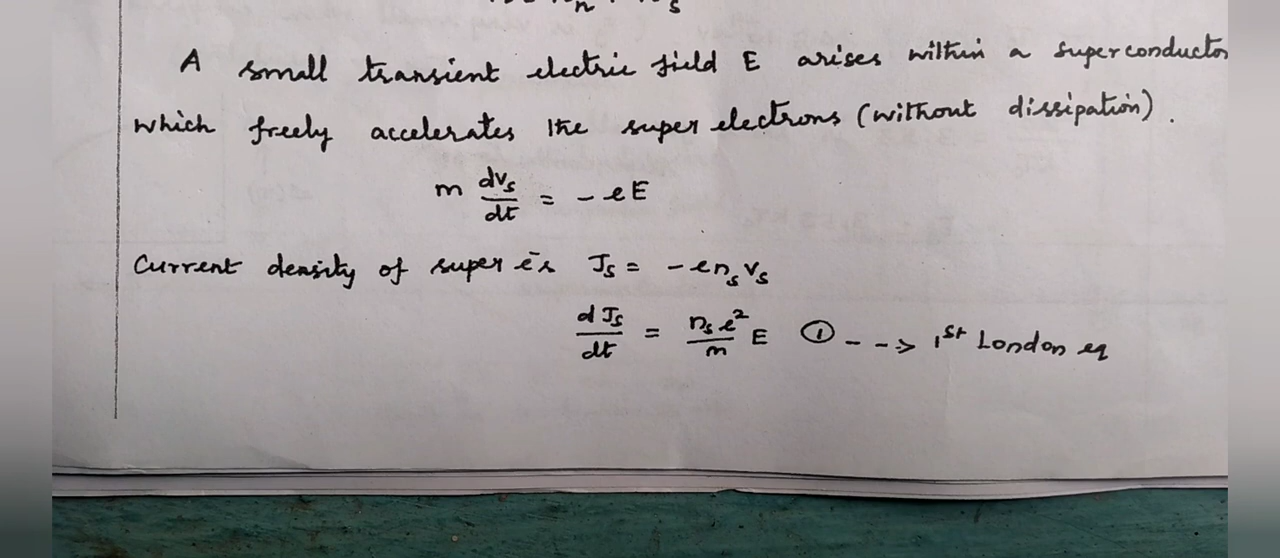 A small transient electric field E arises within a superconductor
which freely accelerates the super electrons (without dissipation).
m dvₛ/dt = - eE
Current density of super e⁻s Jₛ = -enₛvₛ
dJₛ/dt = nₛe²/m E ① - - -> 1st London eq